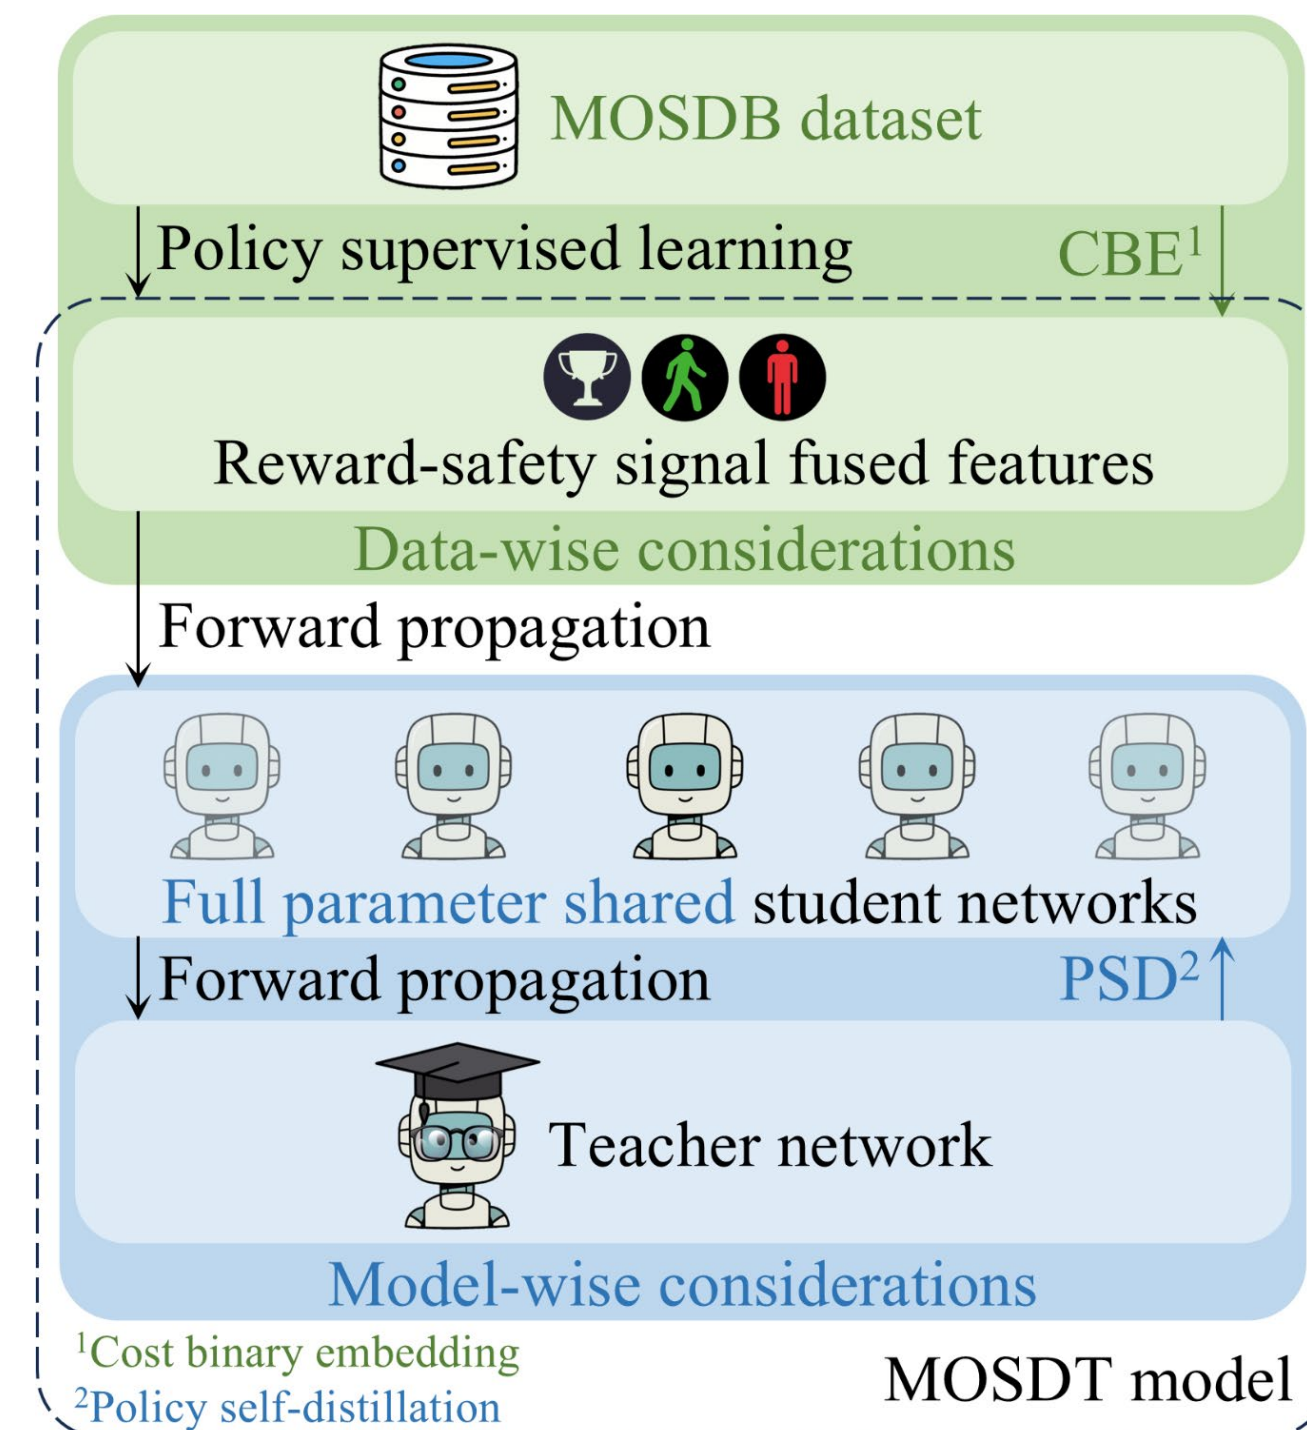 MOSDB dataset
Policy supervised learning
CBE¹
Reward-safety signal fused features
Data-wise considerations
Forward propagation
Full parameter shared student networks
Forward propagation
PSD²
Teacher network
Model-wise considerations
¹Cost binary embedding
²Policy self-distillation
MOSDT model